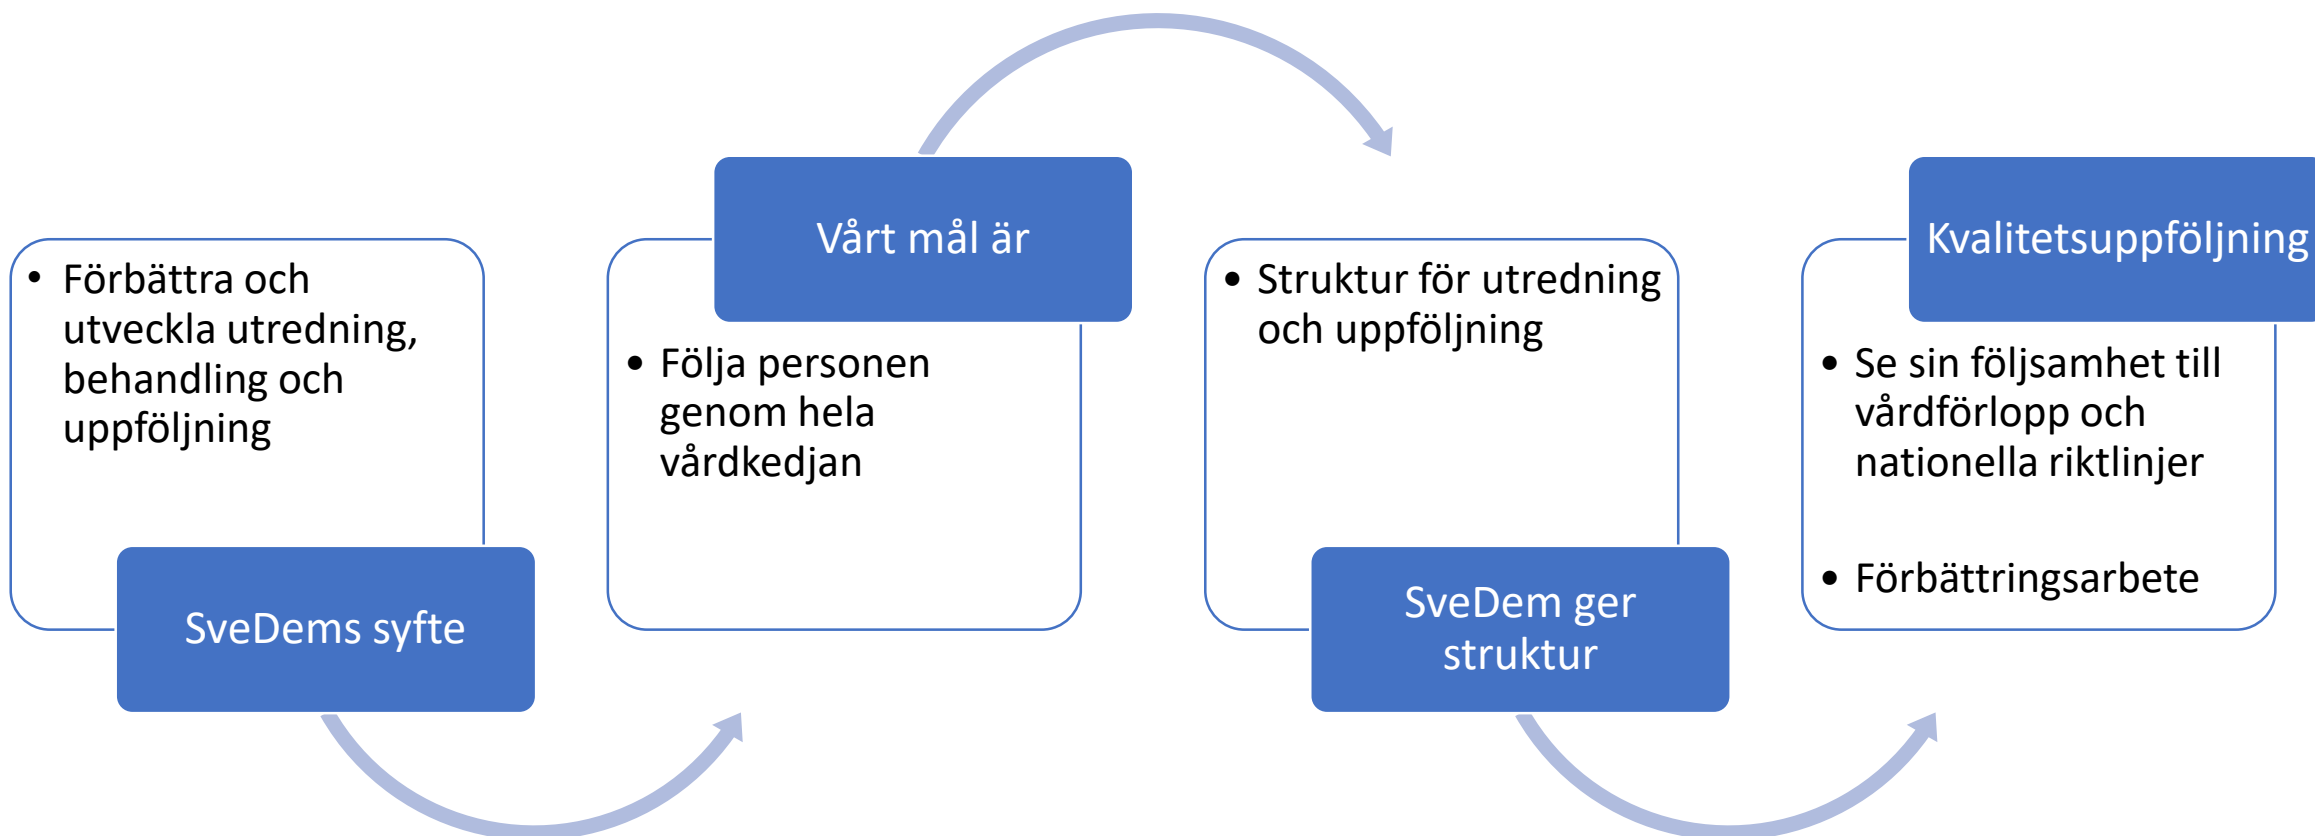 • Förbättra och
utveckla utredning,
behandling och
uppföljning
SveDems syfte
Vårt mål är
• Följa personen
genom hela
vårdkedjan
• Struktur för utredning
och uppföljning
SveDem ger
struktur
Kvalitetsuppföljning
• Se sin följsamhet till
vårdförlopp och
nationella riktlinjer
• Förbättringsarbete